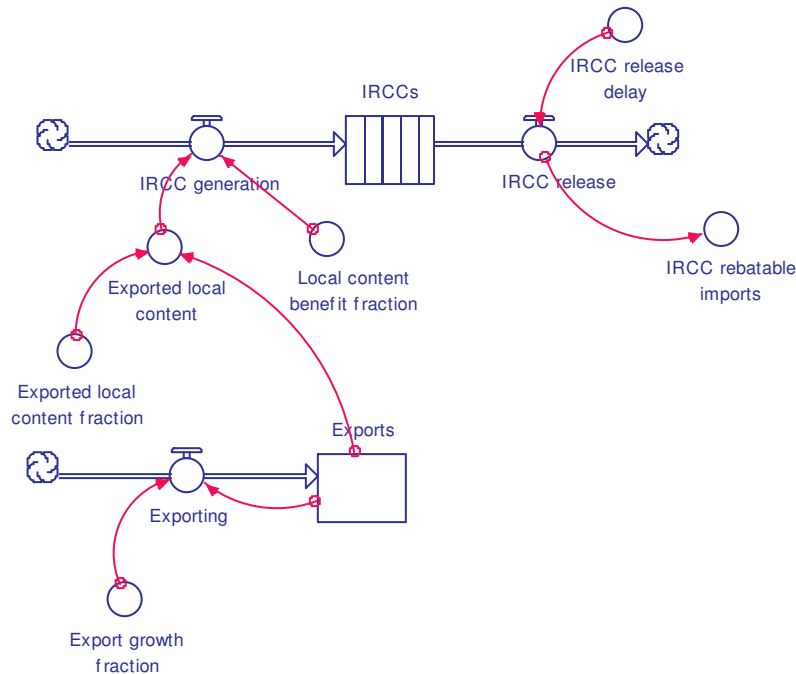 IRCC release
delay
IRCCs
IRCC generation
IRCC release
Exported local
content
Local content
benefit fraction
IRCC rebatable
imports
Exported local
content fraction
Exports
Exporting
Export growth
fraction